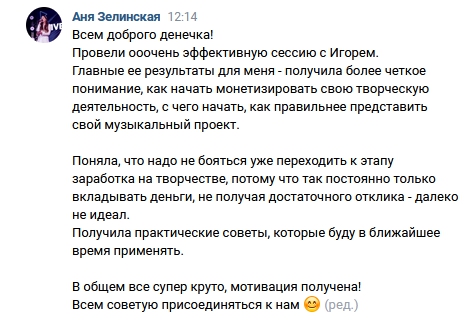 Аня Зелинская 12:14
Всем доброго денечка!
Провели ооочень эффективную сессию с Игорем.
Главные ее результаты для меня - получила более четкое
понимание, как начать монетизировать свою творческую
деятельность, с чего начать, как правильнее представить
свой музыкальный проект.
Поняла, что надо не бояться уже переходить к этапу
заработка на творчестве, потому что так постоянно только
вкладывать деньги, не получая достаточного отклика - далеко
не идеал.
Получила практические советы, которые буду в ближайшее
время применять.
В общем все супер круто, мотивация получена!
Всем советую присоединяться к нам 😊 (ред.)